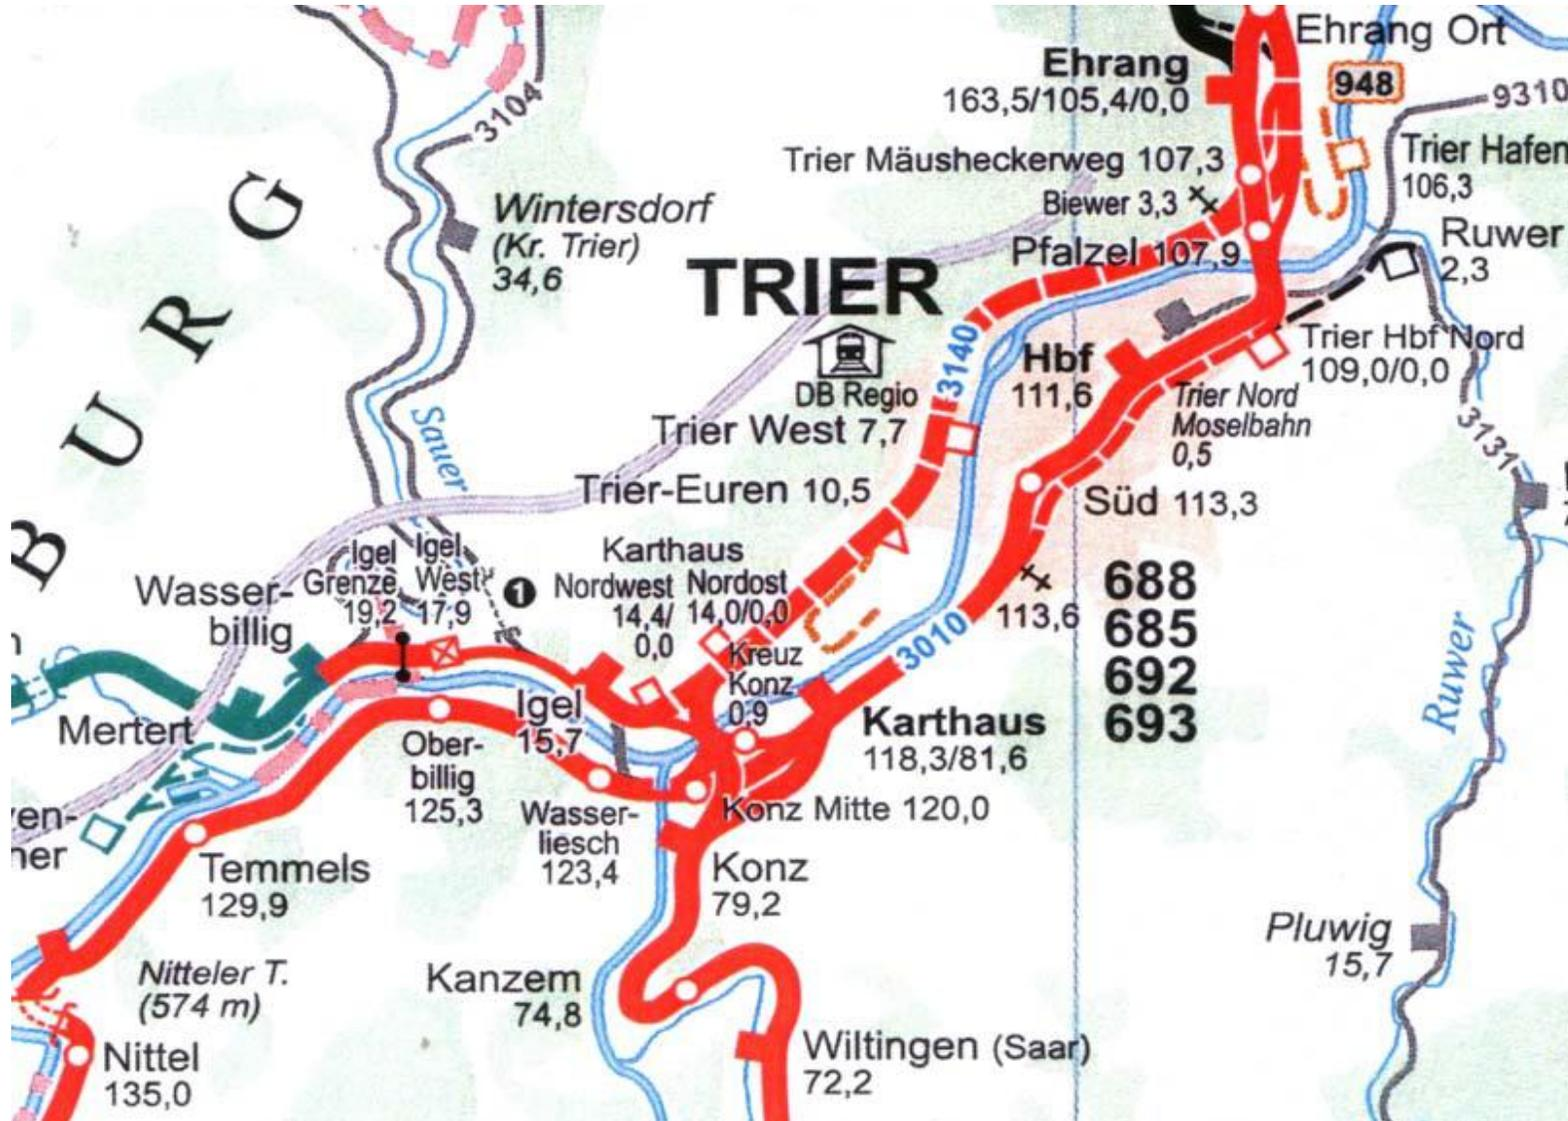 Ehrang Ort
Ehrang
163,5/105,4/0,0
948
9310
3104
Trier Mäusheckerweg 107,3
Trier Hafen
106,3
Biewer 3,3
Wintersdorf
(Kr. Trier)
34,6
Pfalzel 107,9
Ruwer
2,3
BURG
TRIER
3140
Hbf
111,6
Trier Hbf Nord
109,0/0,0
DB Regio
Trier Nord
Moselbahn
0,5
Sauer
Trier West 7,7
3131
Trier-Euren 10,5
Süd 113,3
Igel
Grenze
19,2
Igel
West
17,9
1
Karthaus
Nordwest
14,4/
0,0
Nordost
14,0/0,0
Wasser-
billig
113,6
688
685
692
693
3010
Kreuz
Konz
0,9
Ruwer
Mertert
Igel
15,7
Karthaus
118,3/81,6
Ober-
billig
125,3
Wasser-
liesch
123,4
Konz Mitte 120,0
Temmels
129,9
Konz
79,2
Pluwig
15,7
Nitteler T.
(574 m)
Kanzem
74,8
Nittel
135,0
Wiltingen (Saar)
72,2